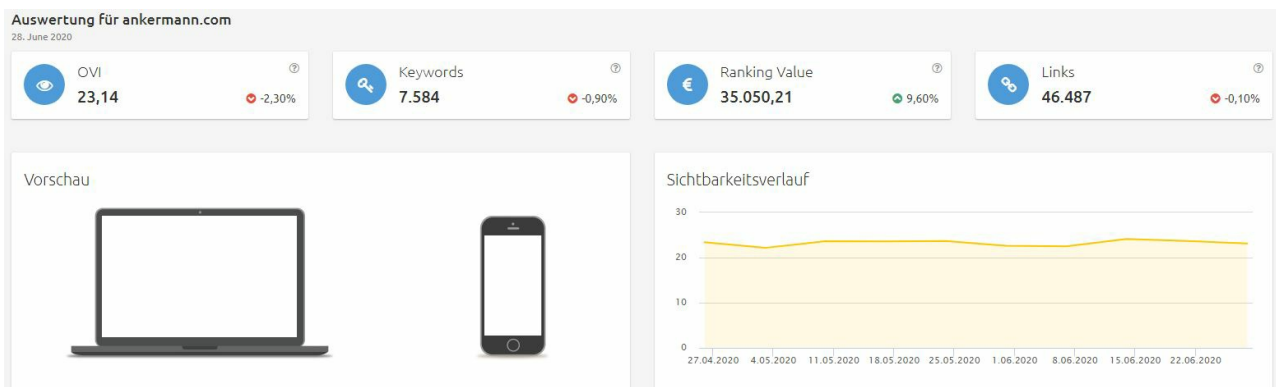 Auswertung für ankermann.com
28. June 2020
OVI
23,14
-2,30%
Keywords
7.584
-0,90%
€
Ranking Value
35.050,21
9,60%
Links
46.487
-0,10%
Vorschau
Sichtbarkeitsverlauf
30
20
10
0
27.04.2020 4.05.2020 11.05.2020 18.05.2020 25.05.2020 1.06.2020 8.06.2020 15.06.2020 22.06.2020